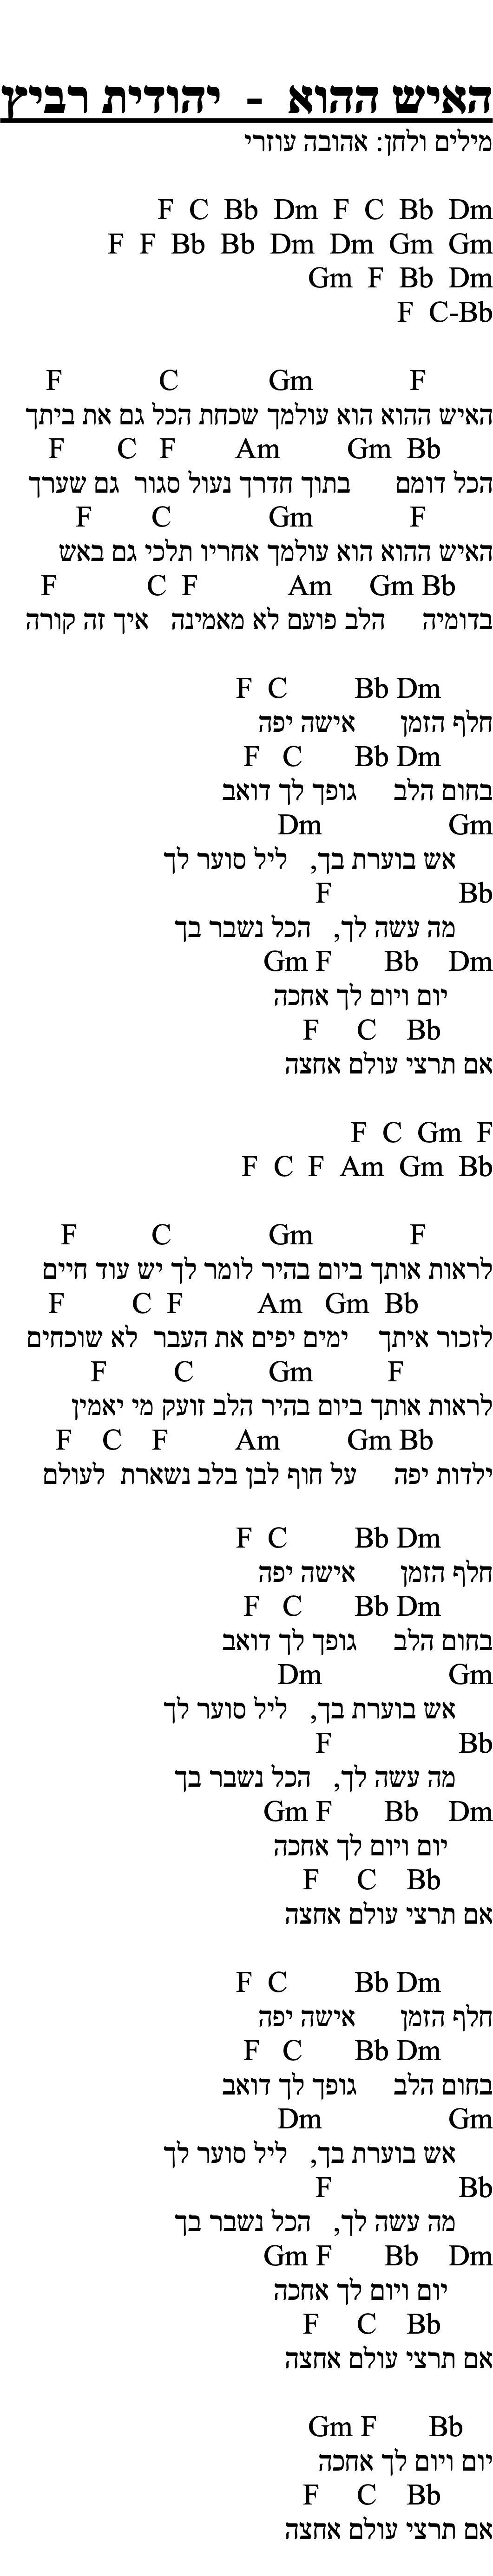 האיש ההוא - יהודית רביץ
מילים ולחן: אהובה עוזרי
F C Bb Dm F C Bb Dm
F F Bb Bb Dm Dm Gm Gm
Gm F Bb Dm
F C-Bb
F C Gm F
האיש ההוא הוא עולמך שכחת הכל גם את ביתך
F C F Am Gm Bb
הכל דומם בתוך חדרך נעול סגור גם שערך
F C Gm F
האיש ההוא הוא עולמך אחריו תלכי גם באש
F C F Am Gm Bb
בדומיה הלב פועם לא מאמינה איך זה קורה
F C Bb Dm
חלף הזמן אישה יפה
F C Bb Dm
בחום הלב גופך לך דואב
Dm Gm
אש בוערת בך, ליל סוער לך
F Bb
מה עשה לך, הכל נשבר בך
Gm F Bb Dm
יום ויום לך אחכה
F C Bb
אם תרצי עולם אחצה
F C Gm F
F C F Am Gm Bb
F C Gm F
לראות אותך ביום בהיר לומר לך יש עוד חיים
F C F Am Gm Bb
לזכור איתך ימים יפים את העבר לא שוכחים
F C Gm F
לראות אותך ביום בהיר הלב זועק מי יאמין
F C F Am Gm Bb
ילדות יפה על חוף לבן בלב נשארת לעולם
F C Bb Dm
חלף הזמן אישה יפה
F C Bb Dm
בחום הלב גופך לך דואב
Dm Gm
אש בוערת בך, ליל סוער לך
F Bb
מה עשה לך, הכל נשבר בך
Gm F Bb Dm
יום ויום לך אחכה
F C Bb
אם תרצי עולם אחצה
F C Bb Dm
חלף הזמן אישה יפה
F C Bb Dm
בחום הלב גופך לך דואב
Dm Gm
אש בוערת בך, ליל סוער לך
F Bb
מה עשה לך, הכל נשבר בך
Gm F Bb Dm
יום ויום לך אחכה
F C Bb
אם תרצי עולם אחצה
Gm F Bb
יום ויום לך אחכה
F C Bb
אם תרצי עולם אחצה